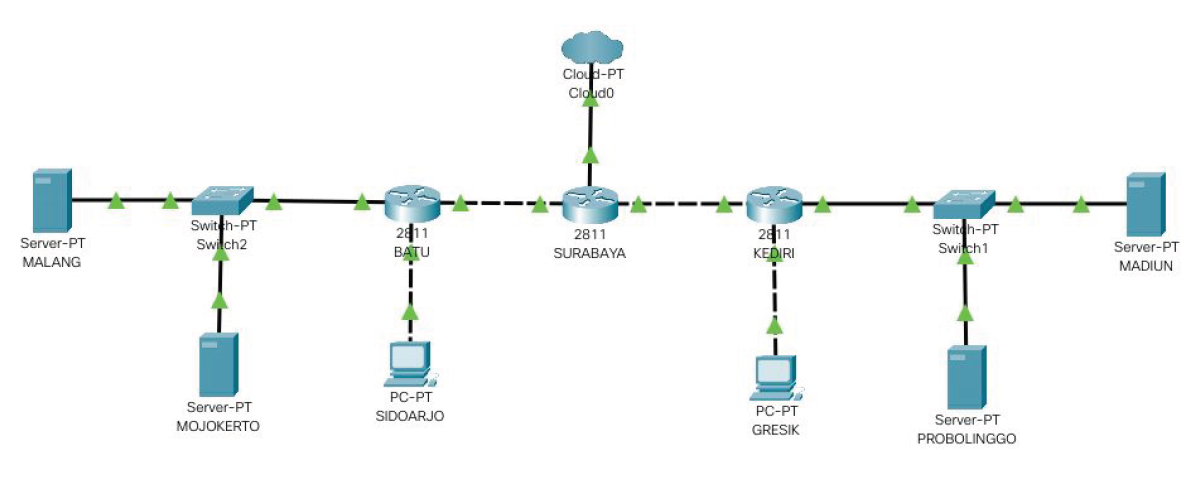 Cloud-PT
Cloud0
Server-PT
MALANG
Switch-PT
Switch2
2811
BATU
2811
SURABAYA
2811
KEDIRI
Switch-PT
Switch1
Server-PT
MADIUN
Server-PT
MOJOKERTO
PC-PT
SIDOARJO
PC-PT
GRESIK
Server-PT
PROBOLINGGO